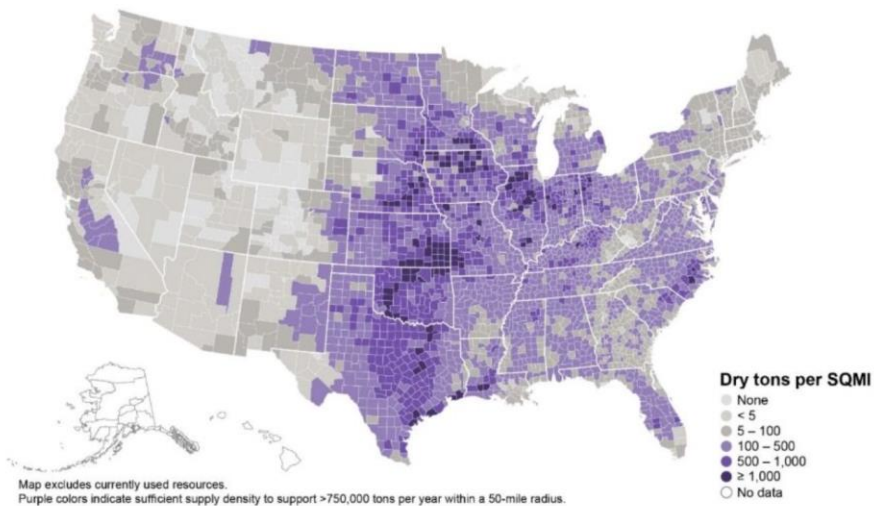 Dry tons per SQMI
None
< 5
5 – 100
100 – 500
500 – 1,000
≥ 1,000
No data
Map excludes currently used resources.
Purple colors indicate sufficient supply density to support >750,000 tons per year within a 50-mile radius.